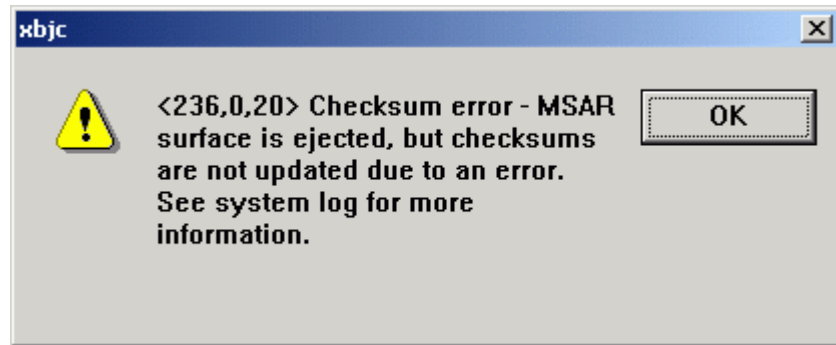 xbjc
<236,0,20> Checksum error - MSAR
surface is ejected, but checksums
are not updated due to an error.
See system log for more
information.
OK